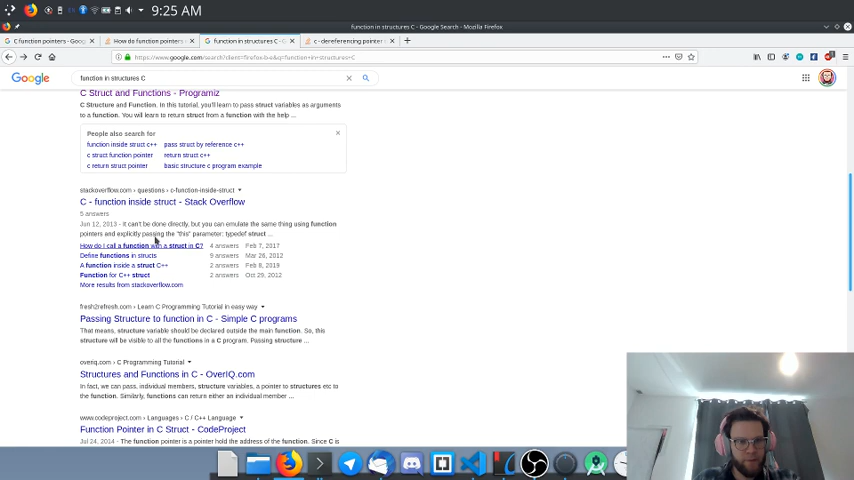 9:25 AM
function in structures C - Google Search - Mozilla Firefox
C function pointers - Goog
How do function pointers in
function in structures C - G
c - dereferencing pointer
https://www.google.com/search?client=firefox-b-e&q=function+in+structures+C
Google
function in structures C
C Struct and Functions - Programiz
C Structure and Function. In this tutorial, you'll learn to pass struct variables as arguments
to a function. You will learn to return struct from a function with the help ...
People also search for
function inside struct c++
pass struct by reference c++
c struct function pointer
return struct c++
c return struct pointer
basic structure c program example
stackoverflow.com › questions › c-function-inside-struct
C - function inside struct - Stack Overflow
5 answers
Jun 12, 2013 - It can't be done directly, but you can emulate the same thing using function
pointers and explicitly passing the "this" parameter: typedef struct ...
How do I call a function with a struct in C? 4 answers Feb 7, 2017
Define functions in structs 9 answers Mar 26, 2012
A function inside a struct C++ 2 answers Feb 8, 2019
Function for C++ struct 2 answers Oct 29, 2012
More results from stackoverflow.com
fresh2refresh.com › Learn C Programming Tutorial in easy way
Passing Structure to function in C - Simple C programs
That means, structure variable should be declared outside the main function. So, this
structure will be visible to all the functions in a C program. Passing structure ...
overiq.com › C Programming Tutorial
Structures and Functions in C - OverIQ.com
In fact, we can pass, individual members, structure variables, a pointer to structures etc to
the function. Similarly, functions can return either an individual member ...
www.codeproject.com › Languages › C / C++ Language
Function Pointer in C Struct - CodeProject
Jul 24, 2014 - The function pointer is a pointer hold the address of the function. Since C is